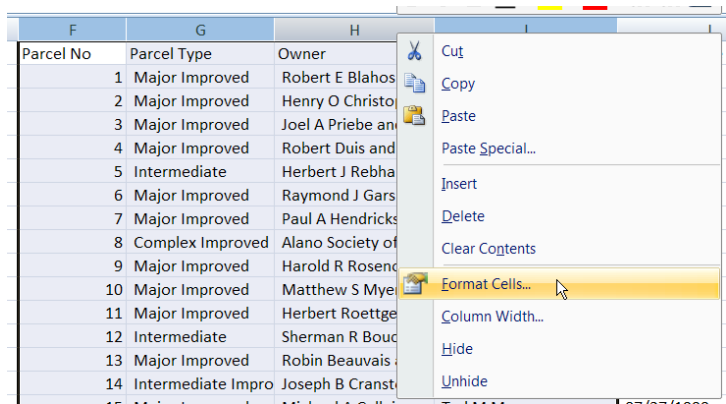 F G H I
Parcel No Parcel Type Owner
1 Major Improved Robert E Blahos
2 Major Improved Henry O Christo
3 Major Improved Joel A Priebe an
4 Major Improved Robert Duis and
5 Intermediate Herbert J Rebha
6 Major Improved Raymond J Gars
7 Major Improved Paul A Hendricks
8 Complex Improved Alano Society of
9 Major Improved Harold R Rosen
10 Major Improved Matthew S Mye
11 Major Improved Herbert Roettge
12 Intermediate Sherman R Bouc
13 Major Improved Robin Beauvais
14 Intermediate Impro Joseph B Cranst
Cut
Copy
Paste
Paste Special...
Insert
Delete
Clear Contents
Format Cells...
Column Width...
Hide
Unhide